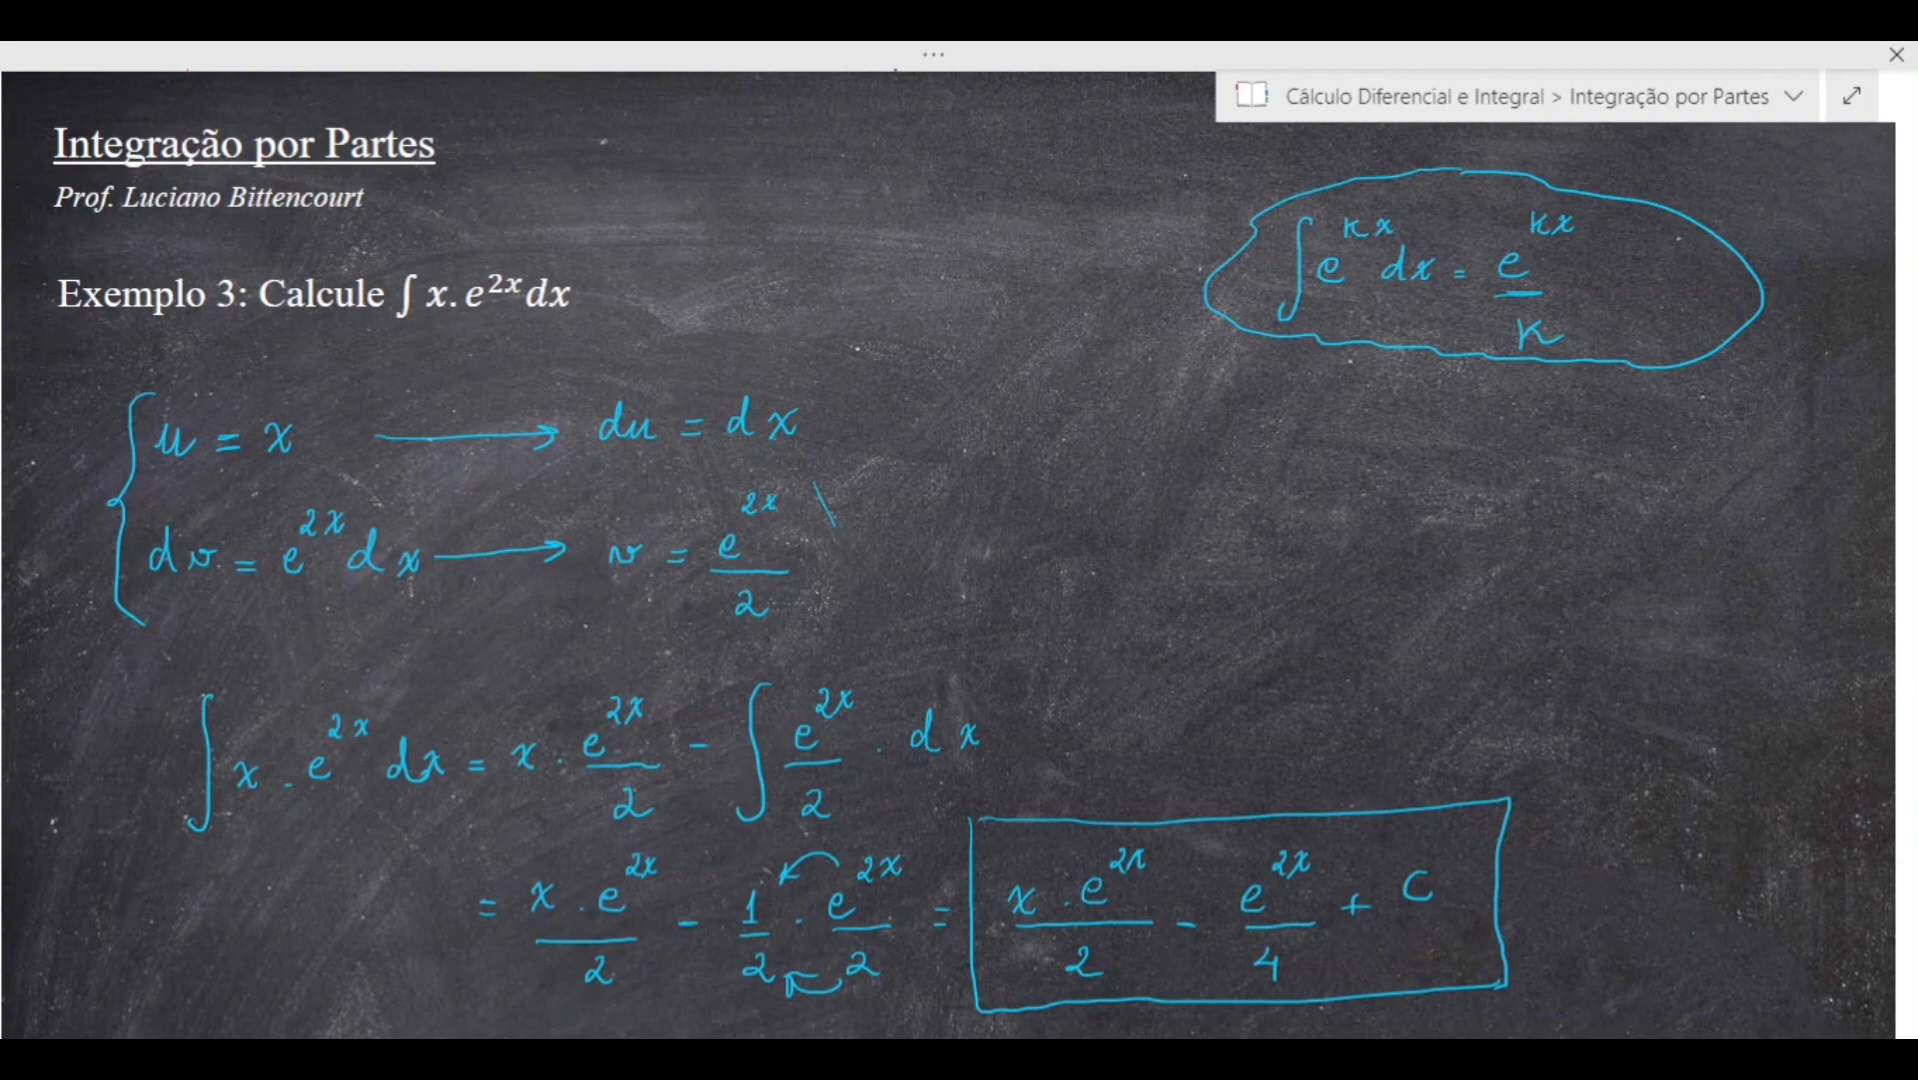 ...
Cálculo Diferencial e Integral > Integração por Partes
Integração por Partes
Prof. Luciano Bittencourt
∫ e^{kx} dx = e^{kx}/k
Exemplo 3: Calcule ∫ x. e^{2x} dx
u = x → du = dx
dv = e^{2x} dx → v = e^{2x}/2
∫ x . e^{2x} dx = x . e^{2x}/2 - ∫ e^{2x}/2 . dx
= x . e^{2x}/2 - 1/2 . e^{2x}/2 = x . e^{2x}/2 - e^{2x}/4 + C